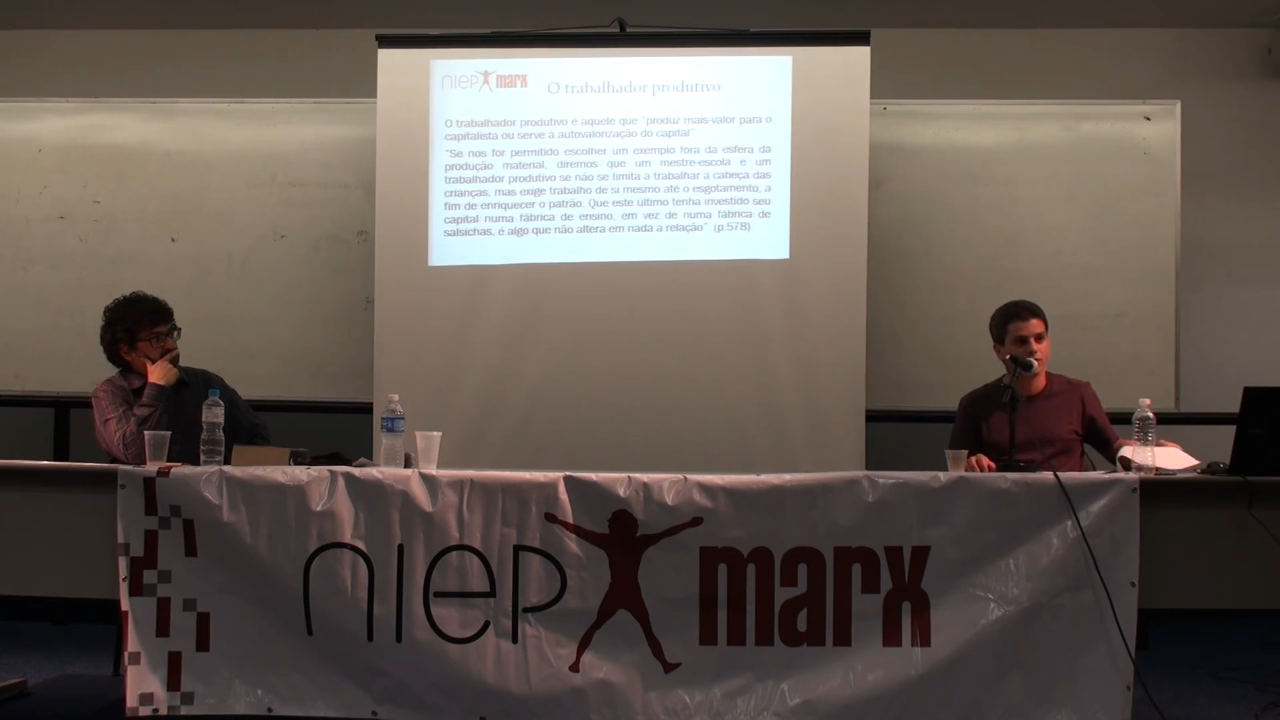 niep marx
O trabalhador produtivo
O trabalhador produtivo é aquele que “produz mais-valor para o
capitalista ou serve à autovalorização do capital”
“Se nos for permitido escolher um exemplo fora da esfera da
produção material, diremos que um mestre-escola é um
trabalhador produtivo se não se limita a trabalhar a cabeça das
crianças, mas exige trabalho de si mesmo até o esgotamento, a
fim de enriquecer o patrão. Que este último tenha investido seu
capital numa fábrica de ensino, em vez de numa fábrica de
salsichas, é algo que não altera em nada a relação”. (p.578)
niep marx